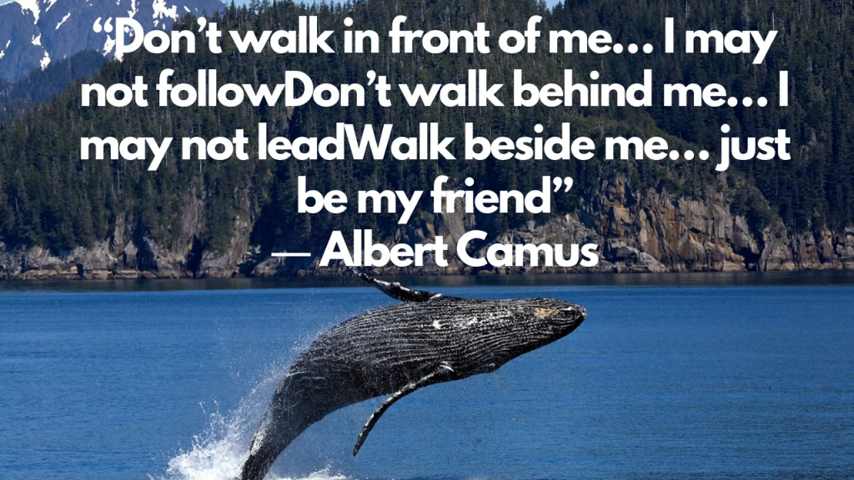 “Don’t walk in front of me… I may
not followDon’t walk behind me… I
may not leadWalk beside me… just
be my friend”
— Albert Camus